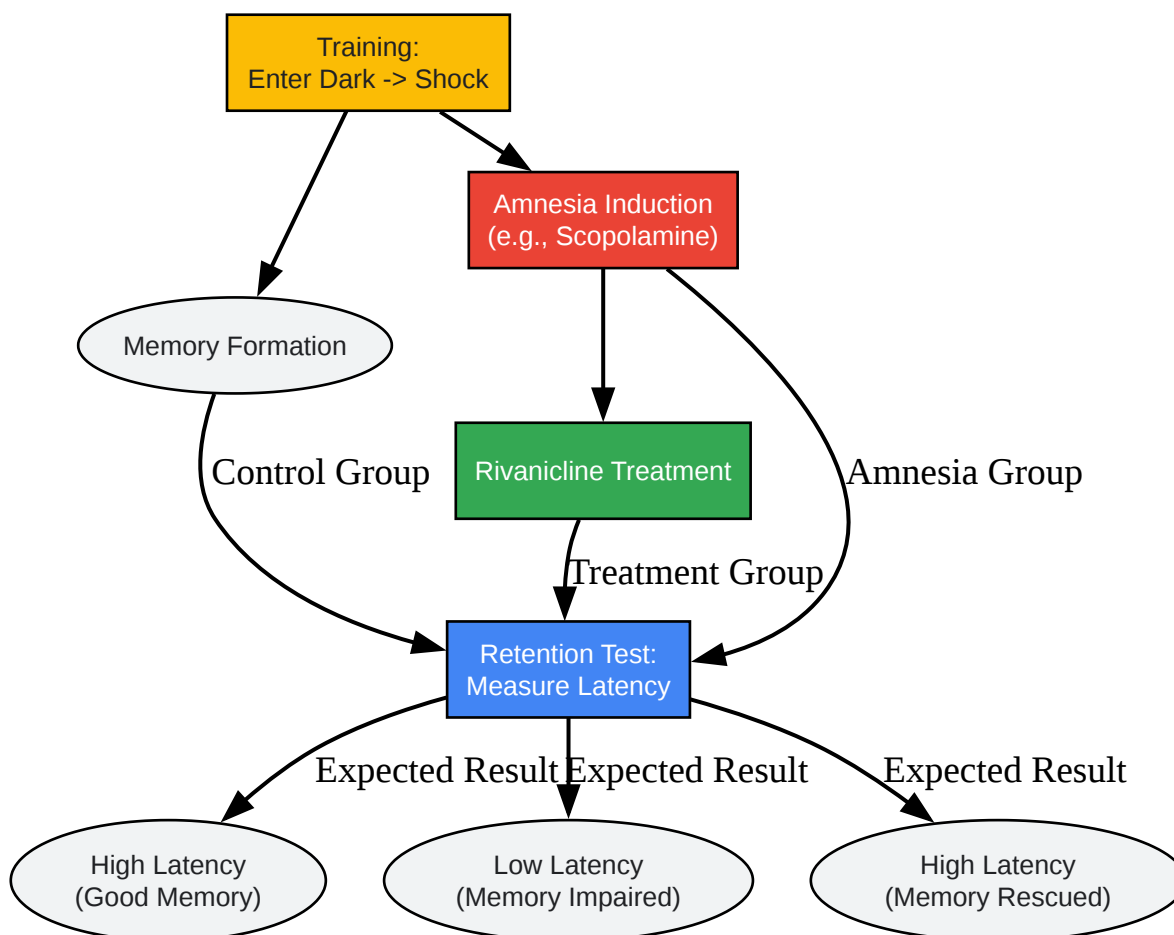 Training:
Enter Dark -> Shock
Amnesia Induction
(e.g., Scopolamine)
Memory Formation
Control Group
Rivanicline Treatment
Amnesia Group
Treatment Group
Retention Test:
Measure Latency
Expected Result
Expected Result
Expected Result
High Latency
(Good Memory)
Low Latency
(Memory Impaired)
High Latency
(Memory Rescued)